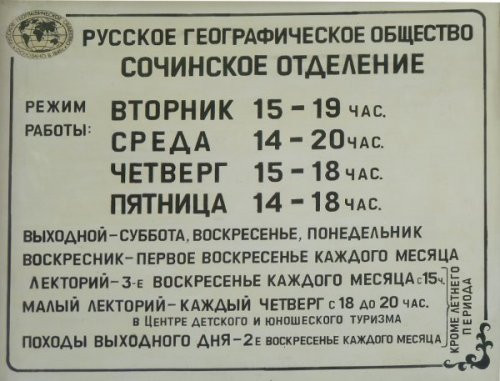 РУССКОЕ ГЕОГРАФИЧЕСКОЕ ОБЩЕСТВО
СОЧИНСКОЕ ОТДЕЛЕНИЕ
РЕЖИМ РАБОТЫ:
ВТОРНИК 15-19 ЧАС.
СРЕДА 14-20 ЧАС.
ЧЕТВЕРГ 15-18 ЧАС.
ПЯТНИЦА 14-18 ЧАС.
ВЫХОДНОЙ-СУББОТА, ВОСКРЕСЕНЬЕ, ПОНЕДЕЛЬНИК
ВОСКРЕСНИК-ПЕРВОЕ ВОСКРЕСЕНЬЕ КАЖДОГО МЕСЯЦА
ЛЕКТОРИЙ-3-Е ВОСКРЕСЕНЬЕ КАЖДОГО МЕСЯЦА С 15Ч.
МАЛЫЙ ЛЕКТОРИЙ-КАЖДЫЙ ЧЕТВЕРГ С 18 ДО 20 ЧАС.
В ЦЕНТРЕ ДЕТСКОГО И ЮНОШЕСКОГО ТУРИЗМА
ПОХОДЫ ВЫХОДНОГО ДНЯ-2Е ВОСКРЕСЕНЬЕ КАЖДОГО МЕСЯЦА
КРОМЕ ЛЕТНЕГО
ПЕРИОДА